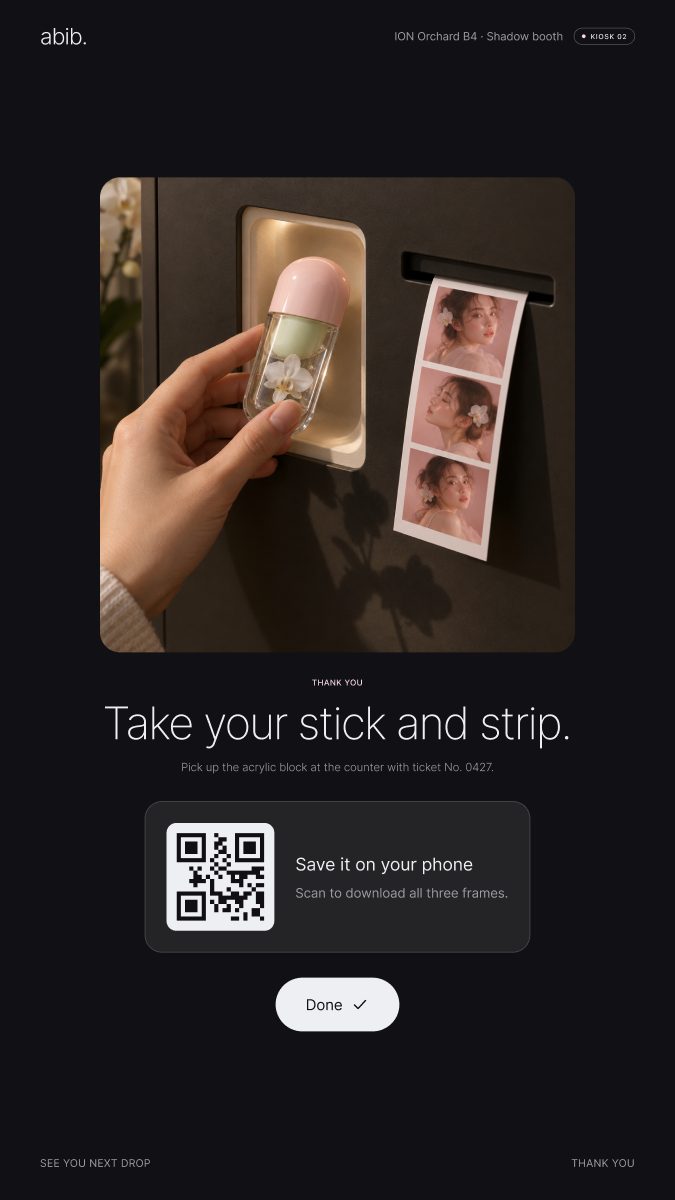 abib.
ION Orchard B4 · Shadow booth
KIOSK 02
THANK YOU
Take your stick and strip.
Pick up the acrylic block at the counter with ticket No. 0427.
Save it on your phone
Scan to download all three frames.
Done
SEE YOU NEXT DROP
THANK YOU